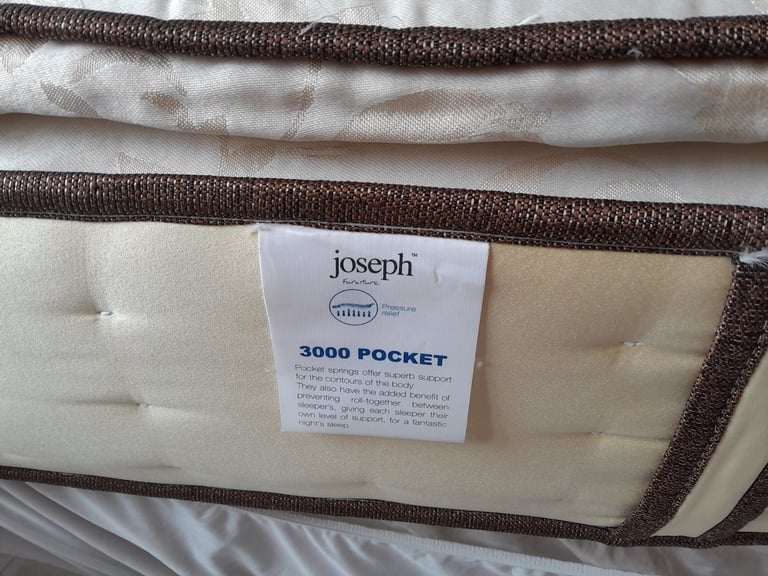 joseph™
Furniture
Pressure
relief
3000 POCKET
Pocket springs offer superb support
for the contours of the body.
They also have the added benefit of
preventing roll-together between
sleeper's, giving each sleeper their
own level of support, for a fantastic
night's sleep.